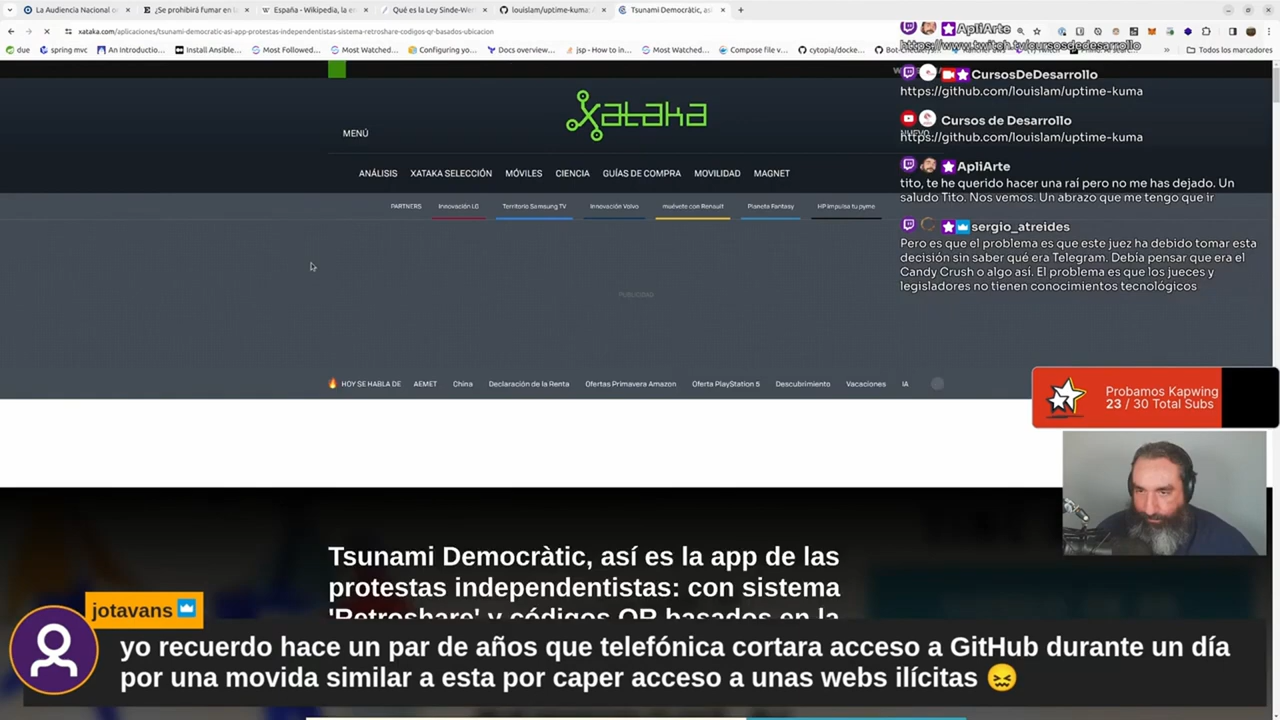 La Audiencia Nacional o
¿Se prohibirá fumar en l
España - Wikipedia, la e
Qué es la Ley Sinde-Wer
louislam/uptime-kuma:
Tsunami Democràtic, así
xataka.com/aplicaciones/tsunami-democratic-asi-app-protestas-independentistas-sistema-retroshare-codigos-qr-basados-ubicacion
due
spring mvc
An Introductio...
Install Ansible...
Most Followed...
Most Watched...
Configuring yo...
Docs overview...
jsp - How to in...
Most Watched...
Compose file v...
cytopia/docke...
Todos los marcadores
ApliArte
https://www.twitch.tv/cursosdedesarrollo
CursosDeDesarrollo
https://github.com/louislam/uptime-kuma
Cursos de Desarrollo
https://github.com/louislam/uptime-kuma
ApliArte
tito, te he querido hacer una raí pero no me has dejado. Un
saludo Tito. Nos vemos. Un abrazo que me tengo que ir
sergio_atreides
Pero es que el problema es que este juez ha debido tomar esta
decisión sin saber qué era Telegram. Debía pensar que era el
Candy Crush o algo así. El problema es que los jueces y
legisladores no tienen conocimientos tecnológicos
xataka
MENÚ
NUEVO
ANÁLISIS
XATAKA SELECCIÓN
MÓVILES
CIENCIA
GUÍAS DE COMPRA
MOVILIDAD
MAGNET
PARTNERS
Innovación LG
Territorio Samsung TV
Innovación Volvo
muévete con Renault
Planeta Fantasy
HP Impulsa tu pyme
PUBLICIDAD
🔥 HOY SE HABLA DE
AEMET
China
Declaración de la Renta
Ofertas Primavera Amazon
Oferta PlayStation 5
Descubrimiento
Vacaciones
IA
Probamos Kapwing
23 / 30 Total Subs
Tsunami Democràtic, así es la app de las
protestas independentistas: con sistema
'Retroshare' y códigos QR basados en la
jotavans
yo recuerdo hace un par de años que telefónica cortara acceso a GitHub durante un día
por una movida similar a esta por caper acceso a unas webs ilícitas 😖